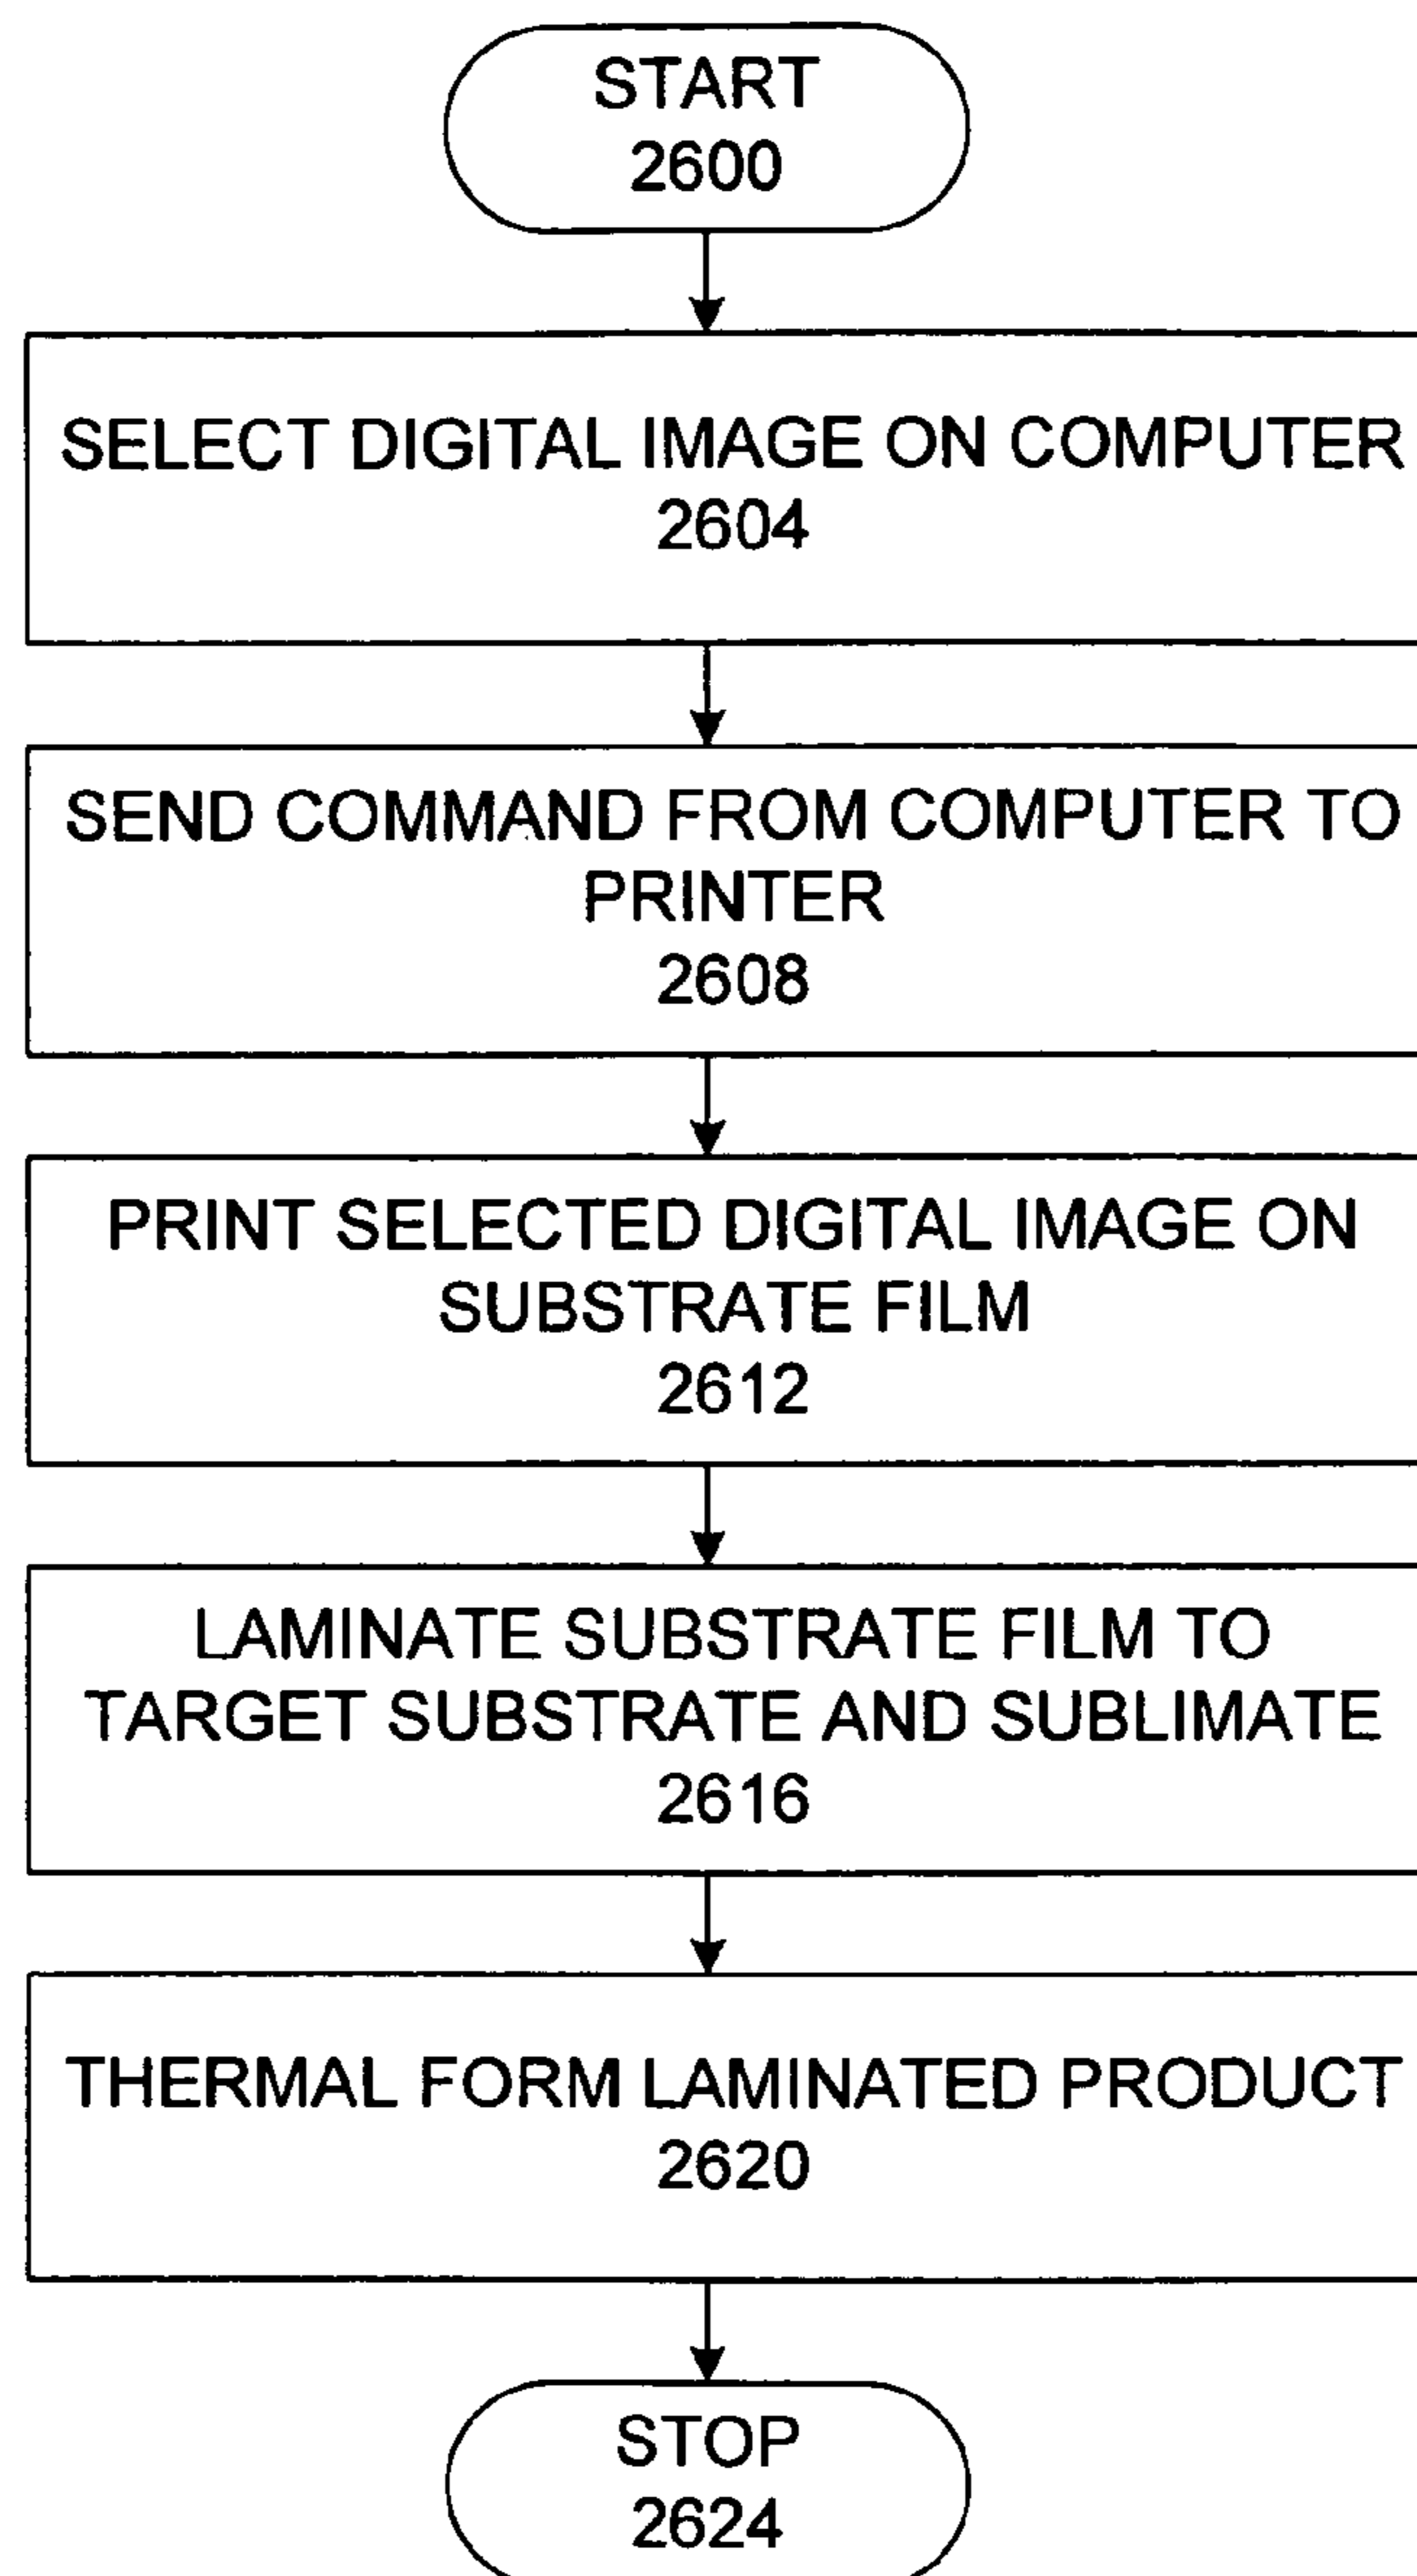 START
2600
SELECT DIGITAL IMAGE ON COMPUTER
2604
SEND COMMAND FROM COMPUTER TO
PRINTER
2608
PRINT SELECTED DIGITAL IMAGE ON
SUBSTRATE FILM
2612
LAMINATE SUBSTRATE FILM TO
TARGET SUBSTRATE AND SUBLIMATE
2616
THERMAL FORM LAMINATED PRODUCT
2620
STOP
2624